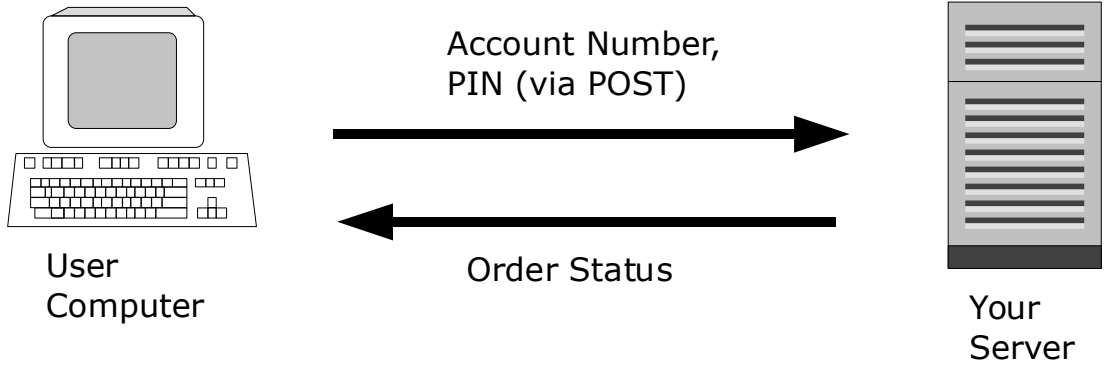 Account Number,
PIN (via POST)
Order Status
User
Computer
Your
Server